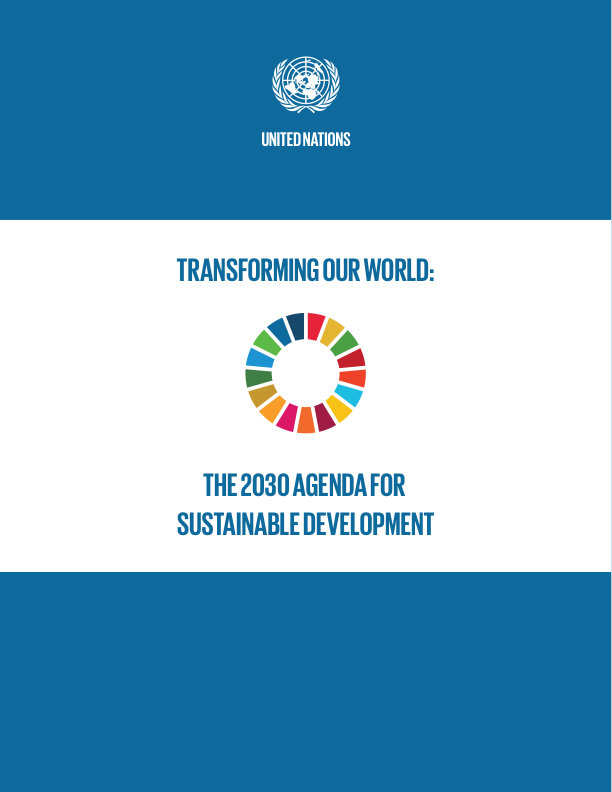 UNITED NATIONS
TRANSFORMING OUR WORLD:
THE 2030 AGENDA FOR
SUSTAINABLE DEVELOPMENT